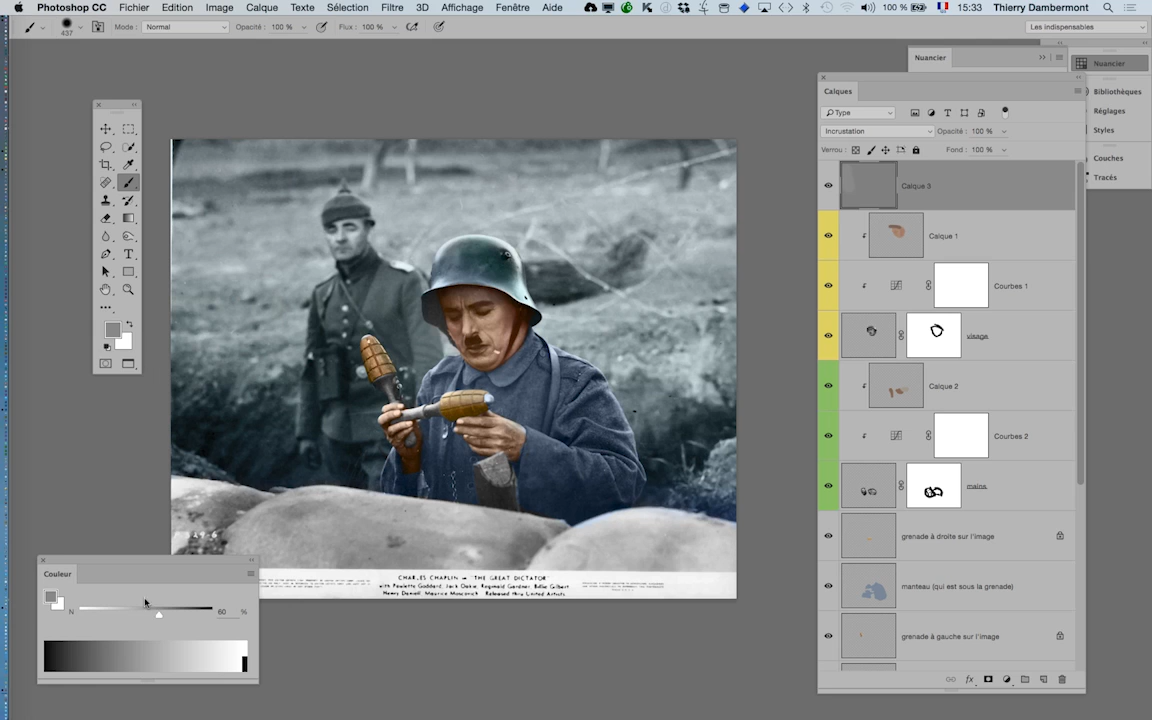 Photoshop CC Fichier Edition Image Calque Texte Sélection Filtre 3D Affichage Fenêtre Aide 100 % 15:33 Thierry Dambermont
437 Mode : Normal Opacité : 100 % Flux : 100 % Les indispensables
Nuancier
Nuancier
Bibliothèques
Réglages
Styles
Couches
Tracés
Calques
Type
Incrustation Opacité : 100 %
Verrou : Fond : 100 %
Calque 3
Calque 1
Courbes 1
visage
Calque 2
Courbes 2
mains
grenade à droite sur l'image
manteau (qui est sous la grenade)
grenade à gauche sur l'image
fx
Couleur
N 60 %
CHARLES CHAPLIN in "THE GREAT DICTATOR"
with Paulette Goddard, Jack Oakie, Reginald Gardiner, Billie Gilbert
Henry Daniell Maurice Moscovich Released thru United Artists